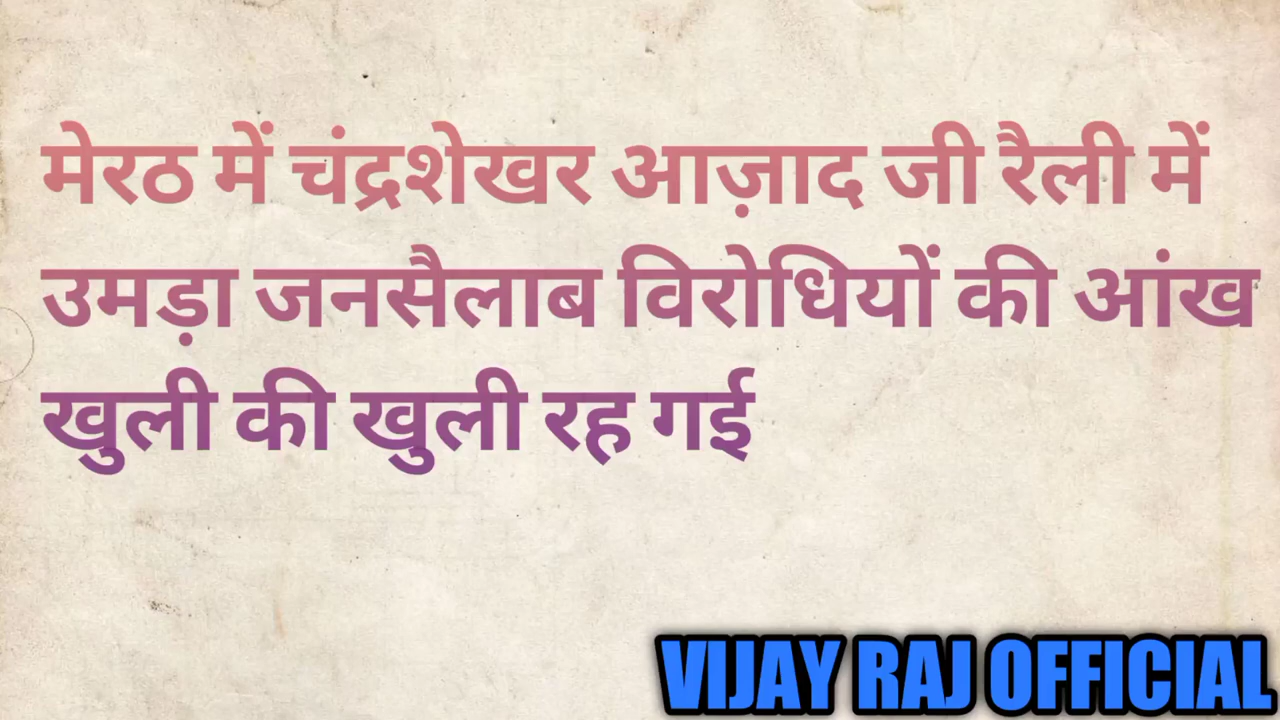 मेरठ में चंद्रशेखर आज़ाद जी रैली में
उमड़ा जनसैलाब विरोधियों की आंख
खुली की खुली रह गई
VIJAY RAJ OFFICIAL